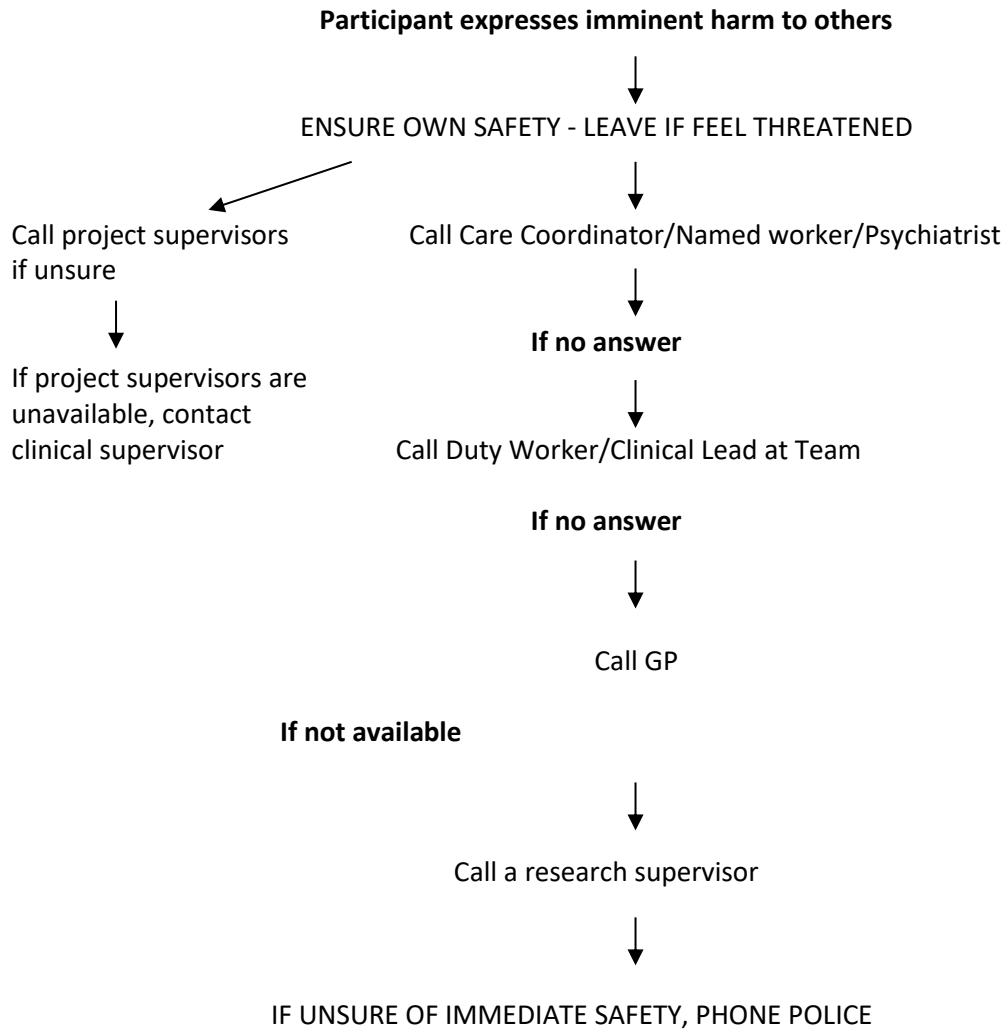 Participant expresses imminent harm to others
ENSURE OWN SAFETY - LEAVE IF FEEL THREATENED
Call project supervisors
if unsure
Call Care Coordinator/Named worker/Psychiatrist
If no answer
If project supervisors are
unavailable, contact
clinical supervisor
Call Duty Worker/Clinical Lead at Team
If no answer
Call GP
If not available
Call a research supervisor
IF UNSURE OF IMMEDIATE SAFETY, PHONE POLICE